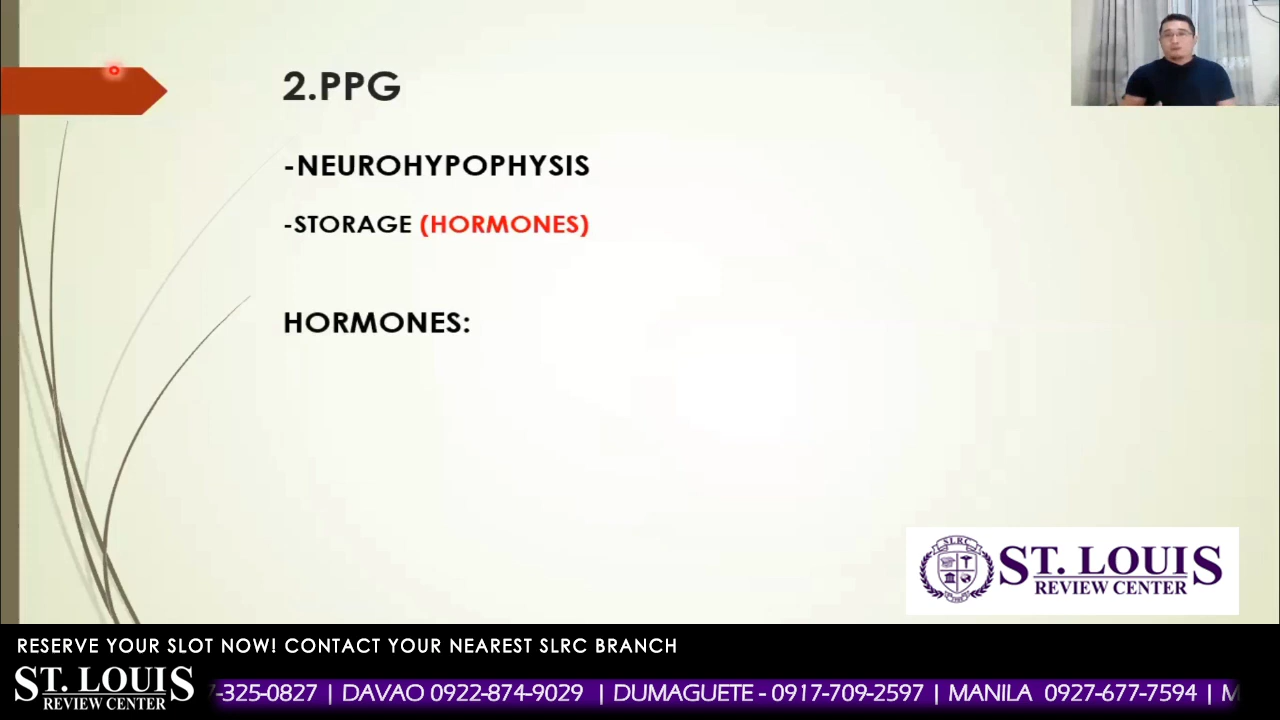 2.PPG
-NEUROHYPOPHYSIS
-STORAGE (HORMONES)
HORMONES:
SLRC
ST. LOUIS
REVIEW CENTER
RESERVE YOUR SLOT NOW! CONTACT YOUR NEAREST SLRC BRANCH
ST. LOUIS
REVIEW CENTER
-325-0827 | DAVAO 0922-874-9029 | DUMAGUETE - 0917-709-2597 | MANILA 0927-677-7594 | M